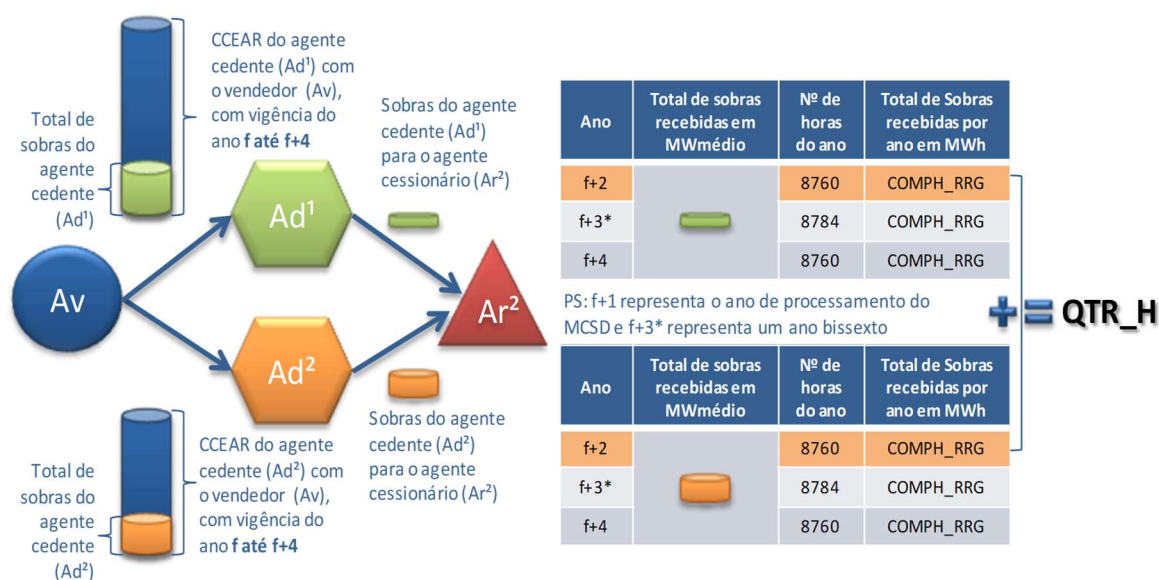 CCEAR do agente
cedente (Ad¹) com
o vendedor (Av),
com vigência do
ano f até f+4
Total de
sobras do
agente
cedente
(Ad¹)
Sobras do agente
cedente (Ad¹)
para o agente
cessionário (Ar²)
Ad¹
Av
Ar²
Ad²
Sobras do agente
cedente (Ad²)
para o agente
cessionário (Ar²)
CCEAR do agente
cedente (Ad²) com
o vendedor (Av),
com vigência do
ano f até f+4
Total de
sobras do
agente
cedente
(Ad²)
Ano
Total de sobras
recebidas em
MWmédio
Nº de
horas
do ano
Total de Sobras
recebidas por
ano em MWh
f+2 8760 COMPH_RRG
f+3* 8784 COMPH_RRG
f+4 8760 COMPH_RRG
PS: f+1 representa o ano de processamento do
MCSD e f+3* representa um ano bissexto
+ = QTR_H
Ano
Total de sobras
recebidas em
MWmédio
Nº de
horas
do ano
Total de Sobras
recebidas por
ano em MWh
f+2 8760 COMPH_RRG
f+3* 8784 COMPH_RRG
f+4 8760 COMPH_RRG